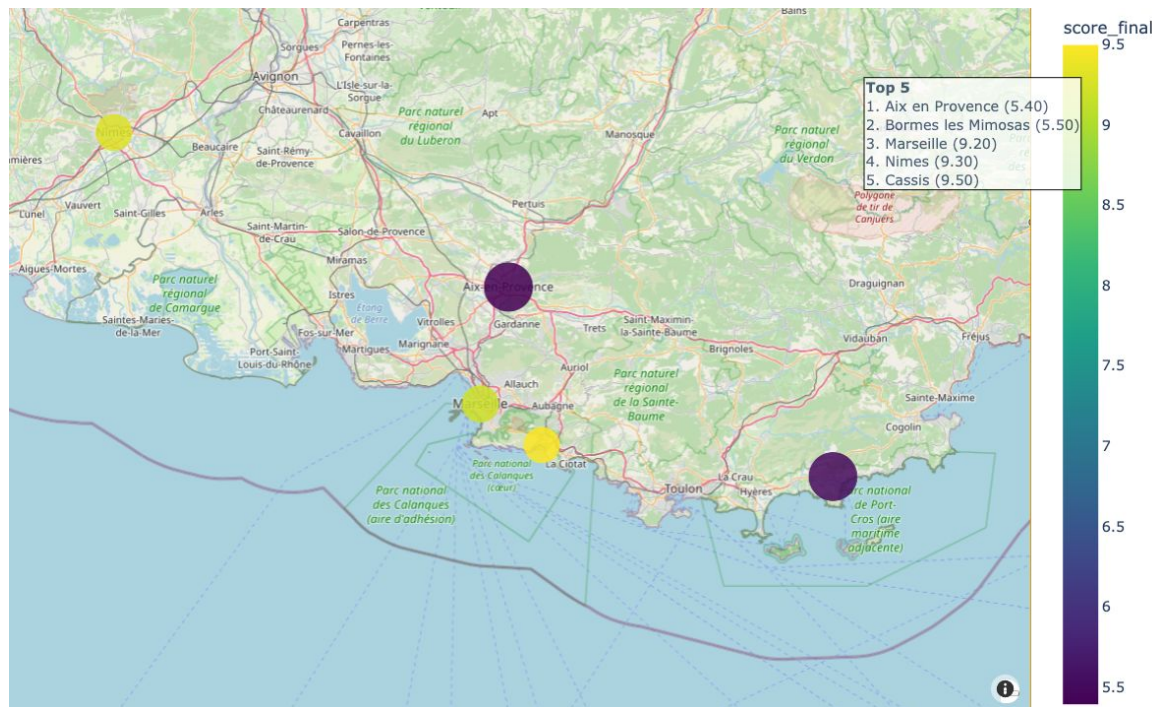 Carpentras
Sorgues
Pernes-les-
Fontaines
Avignon
L'Isle-sur-la-
Sorgue
Châteaurenard
Apt
Parc naturel
régional
du Luberon
Cavaillon
Manosque
Bains
Parc naturel
régional
du Verdon
Nîmes
Beaucaire
Saint-Rémy-
de-Provence
Lunel
Vauvert
Saint-Gilles
Arles
Saint-Martin-
de-Crau
Salon-de-Provence
Pertuis
Polygone
de tir de
Canjuers
Miramas
Aigues-Mortes
Parc naturel
régional
de Camargue
Istres
Étang
de Berre
Aix-en-Provence
Draguignan
Saintes-Maries-
de-la-Mer
Fos-sur-Mer
Vitrolles
Gardanne
Trets
Saint-Maximin-
la-Sainte-Baume
Vidauban
Fréjus
Port-Saint-
Louis-du-Rhône
Martigues
Marignane
Brignoles
Allauch
Auriol
Parc naturel
régional
de la Sainte-
Baume
Sainte-Maxime
Marseille
Aubagne
Cogolin
Parc national
des Calanques
(cœur)
La Ciotat
Parc national
des Calanques
(aire d'adhésion)
Toulon
La Crau
Hyères
Parc national
de Port-
Cros (aire
maritime
adjacente)
Top 5
1. Aix en Provence (5.40)
2. Bormes les Mimosas (5.50)
3. Marseille (9.20)
4. Nimes (9.30)
5. Cassis (9.50)
score_final
9.5
9
8.5
8
7.5
7
6.5
6
5.5